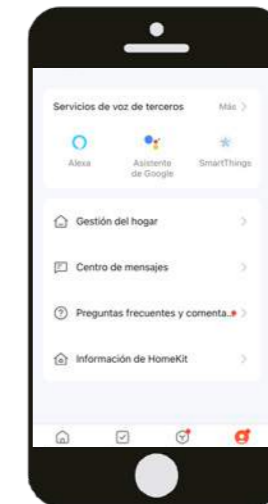 Servicios de voz de terceros Más >
Alexa
Asistente
de Google
SmartThings
Gestión del hogar
Centro de mensajes
Preguntas frecuentes y comenta..
Información de HomeKit